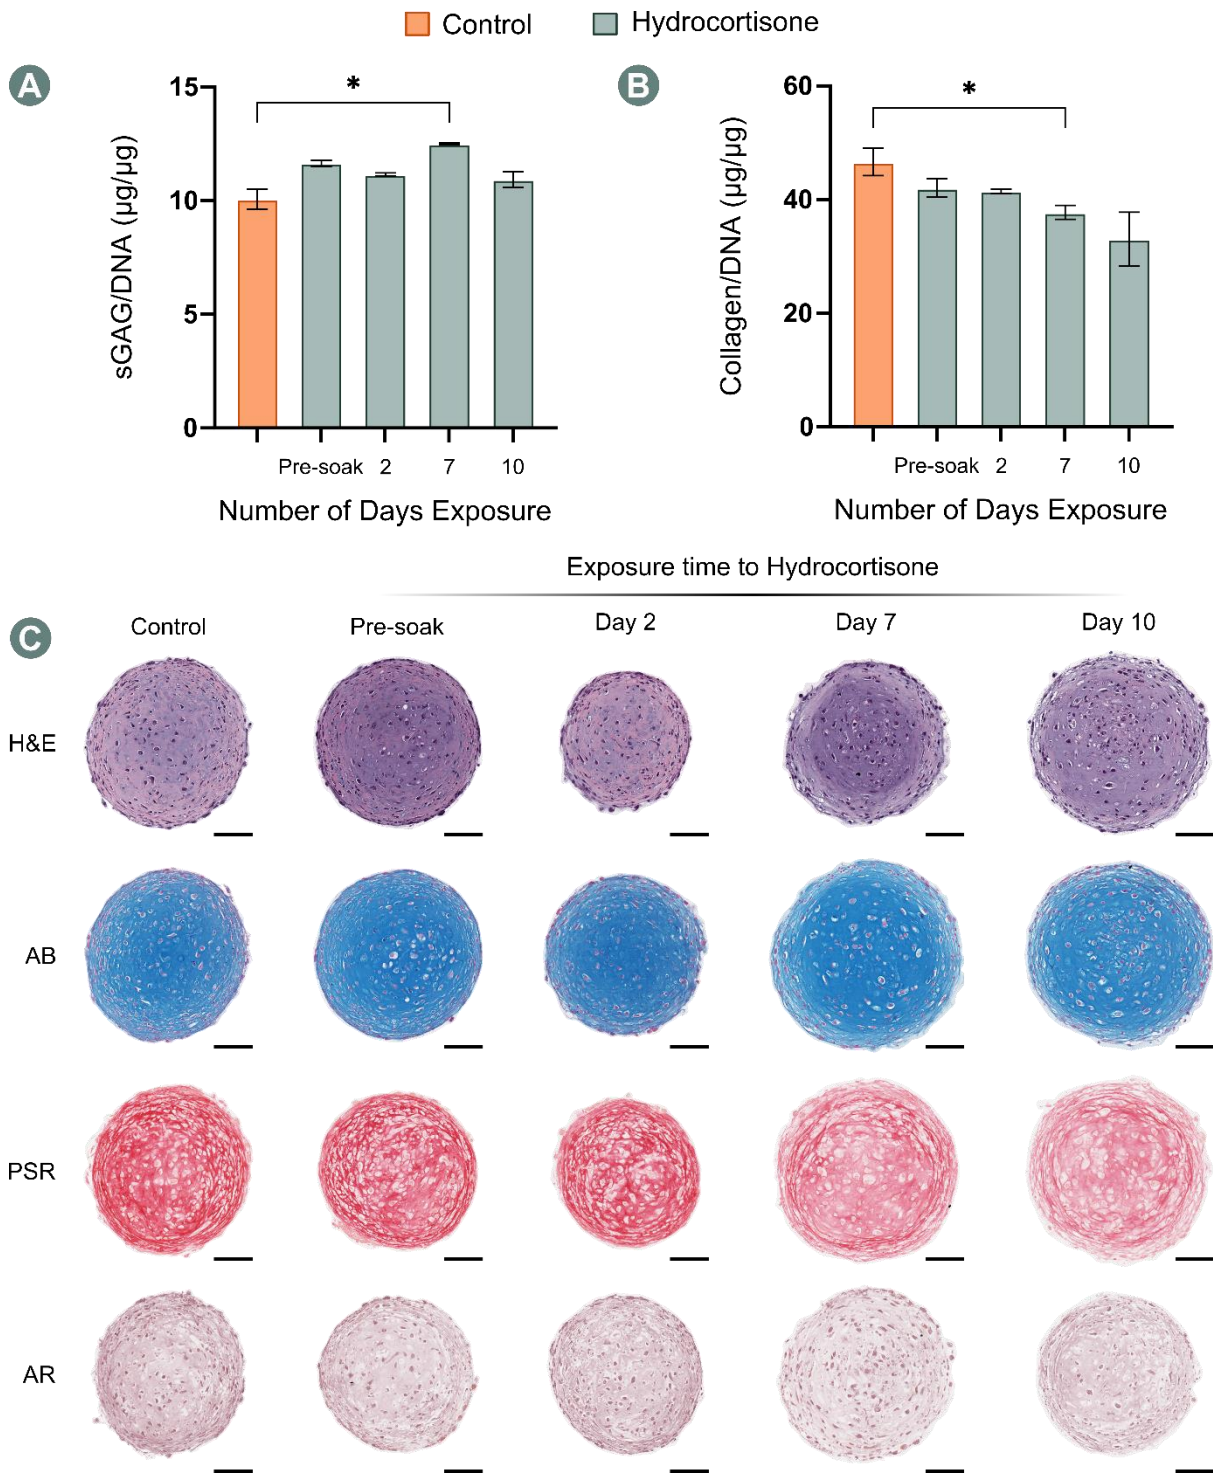 Control Hydrocortisone
A
sGAG/DNA (µg/µg)
15
10
5
0
*
Pre-soak 2 7 10
Number of Days Exposure
B
Collagen/DNA (µg/µg)
60
40
20
0
*
Pre-soak 2 7 10
Number of Days Exposure
Exposure time to Hydrocortisone
C
Control Pre-soak Day 2 Day 7 Day 10
H&E
AB
PSR
AR